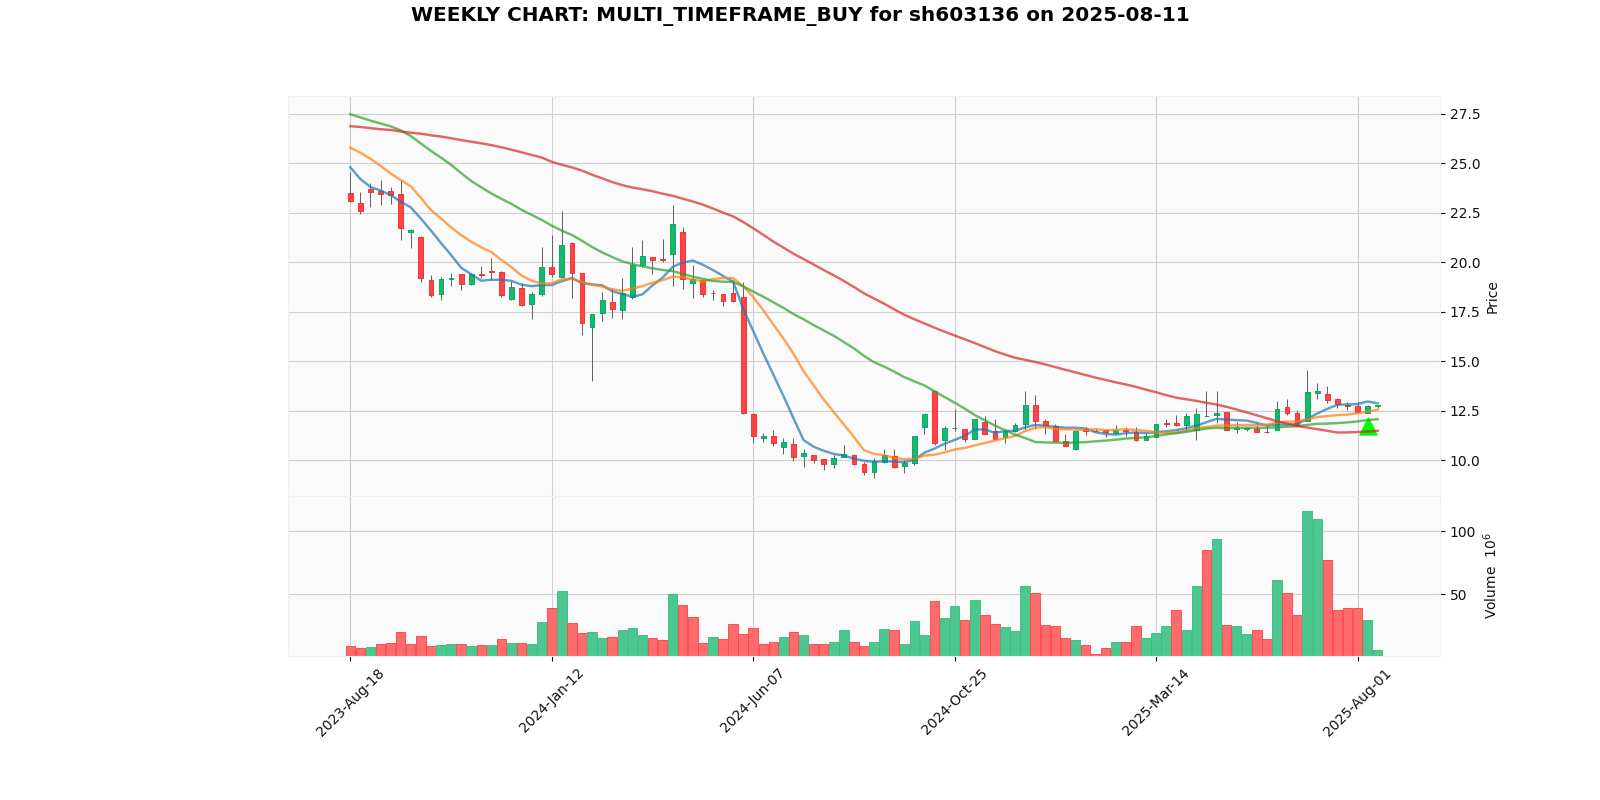 WEEKLY CHART: MULTI_TIMEFRAME_BUY for sh603136 on 2025-08-11
27.5
25.0
22.5
20.0
17.5
15.0
12.5
10.0
Price
100
50
Volume 10⁶
2023-Aug-18
2024-Jan-12
2024-Jun-07
2024-Oct-25
2025-Mar-14
2025-Aug-01